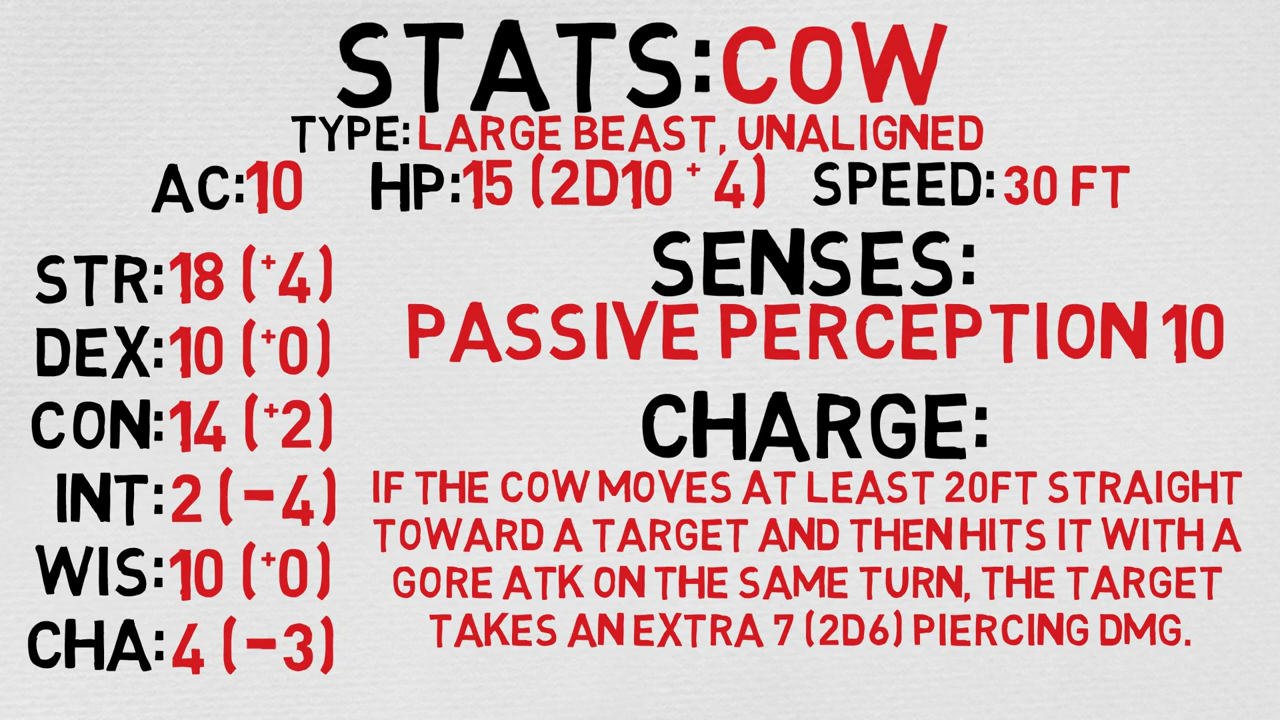 STATS:COW
TYPE:LARGE BEAST, UNALIGNED
AC:10 HP:15 (2D10 + 4) SPEED:30 FT
STR:18 (+4)
DEX:10 (+0)
CON:14 (+2)
INT:2 (-4)
WIS:10 (+0)
CHA:4 (-3)
SENSES:
PASSIVE PERCEPTION 10
CHARGE:
IF THE COW MOVES AT LEAST 20FT STRAIGHT
TOWARD A TARGET AND THEN HITS IT WITH A
GORE ATK ON THE SAME TURN, THE TARGET
TAKES AN EXTRA 7 (2D6) PIERCING DMG.